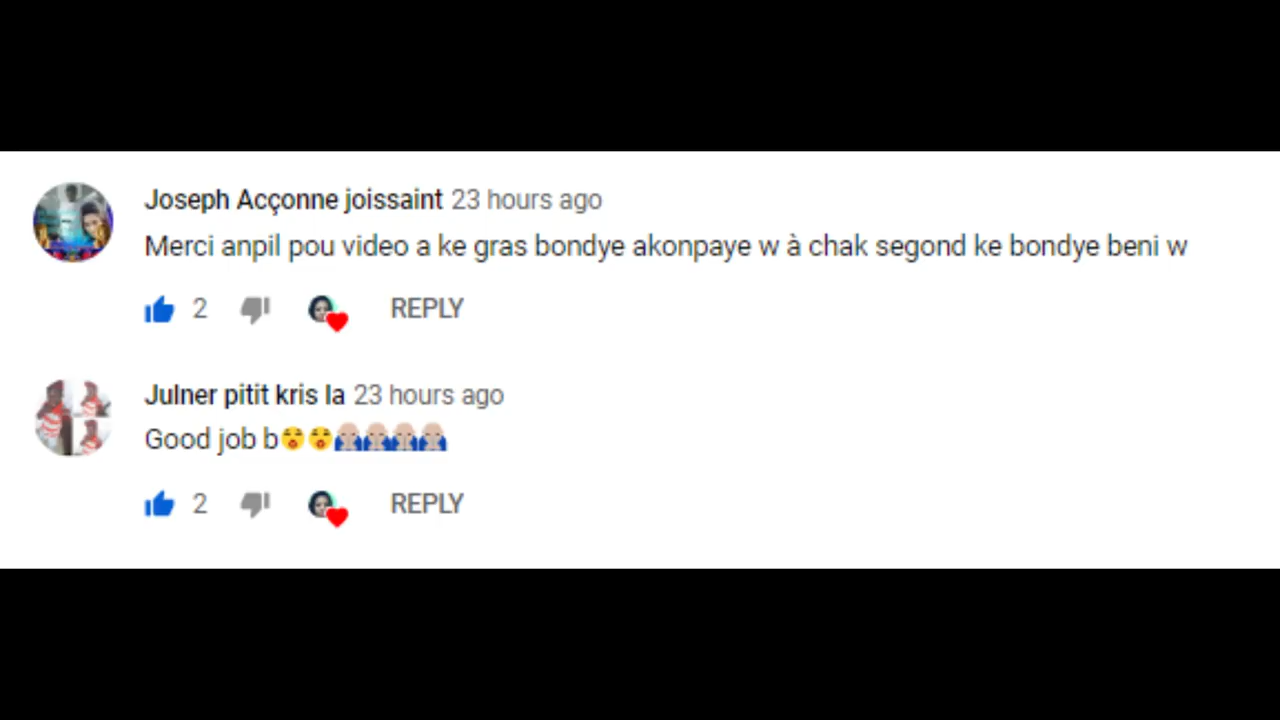 Joseph Acçonne joissaint 23 hours ago
Merci anpil pou video a ke gras bondye akonpaye w à chak segond ke bondye beni w
2 REPLY
Julner pitit kris la 23 hours ago
Good job b😵😵🙏🙏🙏🙏
2 REPLY